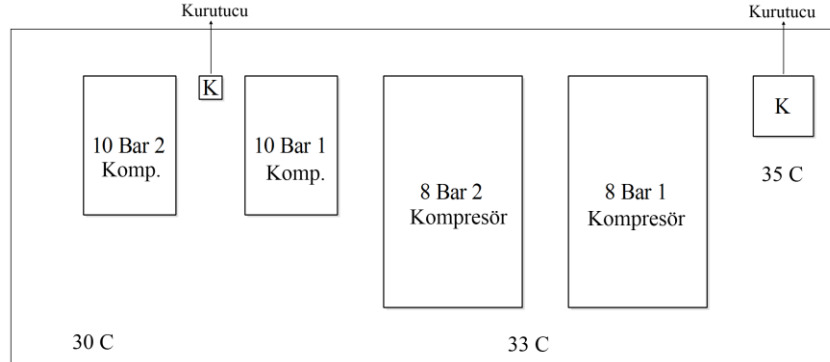 Kurutucu
Kurutucu
K
K
10 Bar 2
Komp.
10 Bar 1
Komp.
8 Bar 2
Kompresör
8 Bar 1
Kompresör
35 C
30 C
33 C